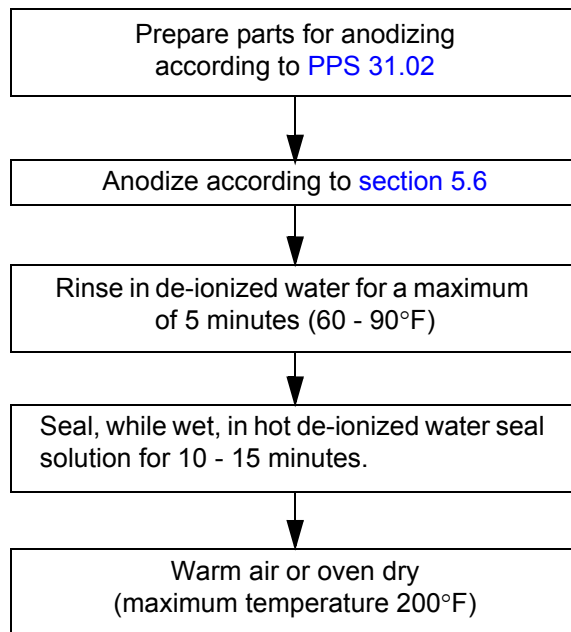 Prepare parts for anodizing
according to PPS 31.02
Anodize according to section 5.6
Rinse in de-ionized water for a maximum
of 5 minutes (60 - 90°F)
Seal, while wet, in hot de-ionized water seal
solution for 10 - 15 minutes.
Warm air or oven dry
(maximum temperature 200°F)